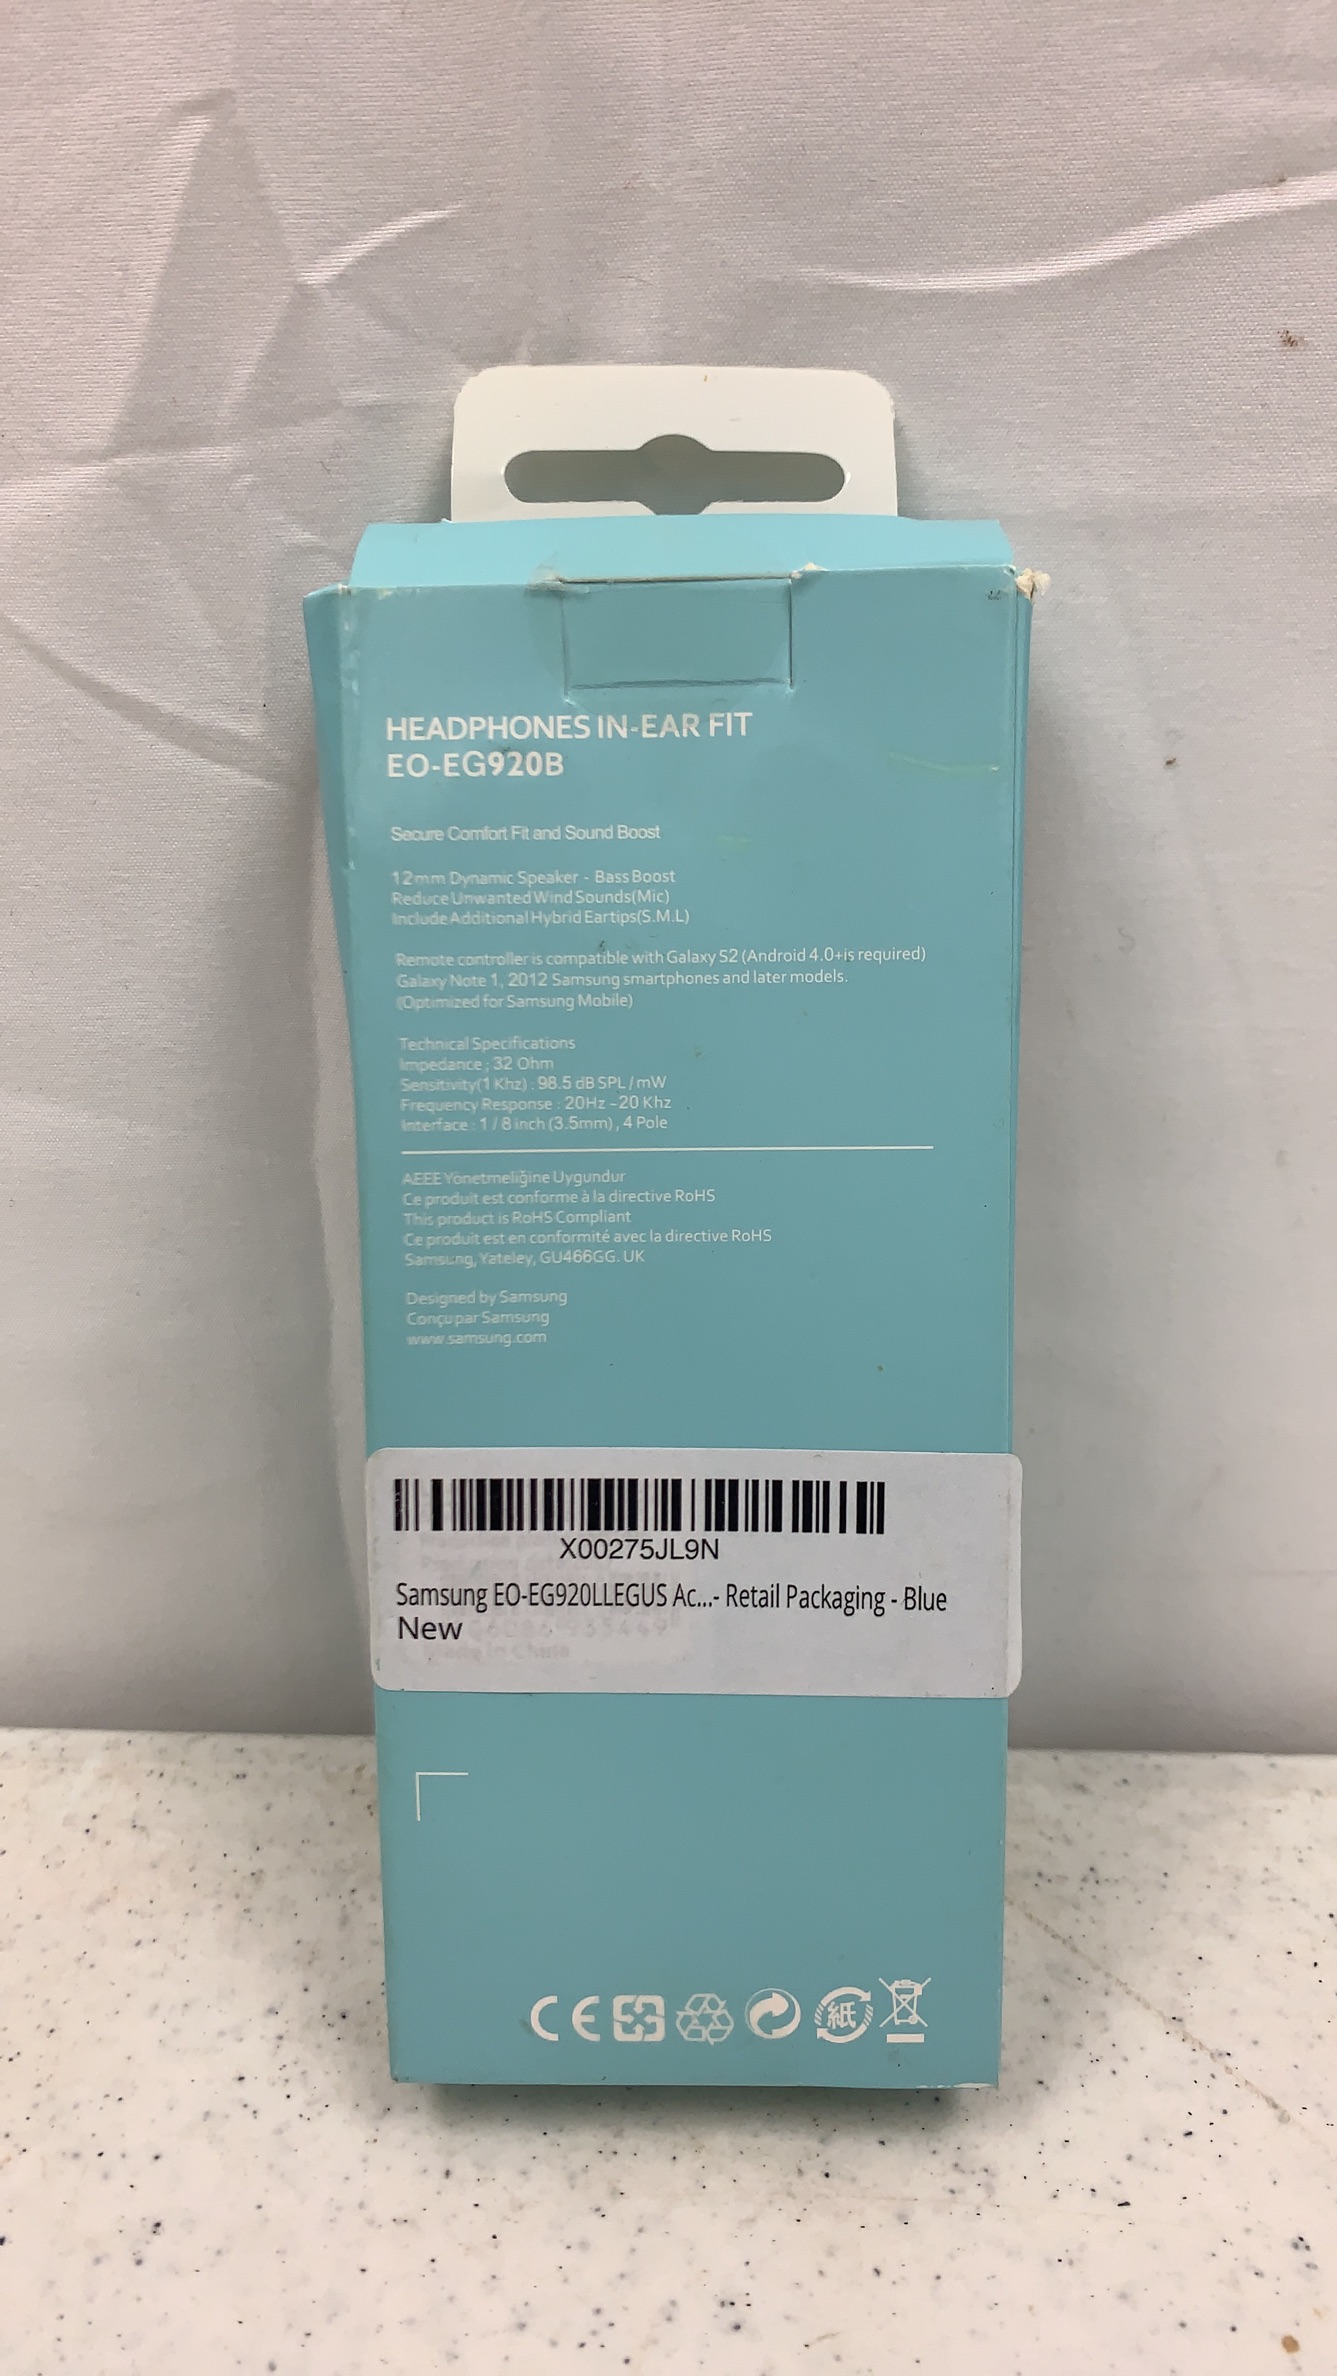 HEADPHONES IN-EAR FIT
EO-EG920B
Secure Comfort Fit and Sound Boost
12mm Dynamic Speaker - Bass Boost
Reduce Unwanted Wind Sounds(Mic)
Include Additional Hybrid Eartips(S.M.L)
Remote controller is compatible with Galaxy S2 (Android 4.0+is required)
Galaxy Note 1, 2012 Samsung smartphones and later models.
(Optimized for Samsung Mobile)
Technical Specifications
Impedance ; 32 Ohm
Sensitivity(1 Khz) : 98.5 dB SPL / mW
Frequency Response : 20Hz -20 Khz
Interface : 1 / 8 inch (3.5mm) , 4 Pole
AEEE Yönetmeliğine Uygundur
Ce produit est conforme à la directive RoHS
This product is RoHS Compliant
Ce produit est en conformité avec la directive RoHS
Samsung, Yateley, GU466GG. UK
Designed by Samsung
Conçu par Samsung
www.samsung.com
X00275JL9N
Samsung EO-EG920LLEGUS Ac...- Retail Packaging - Blue
New
Made in China
CE
紙